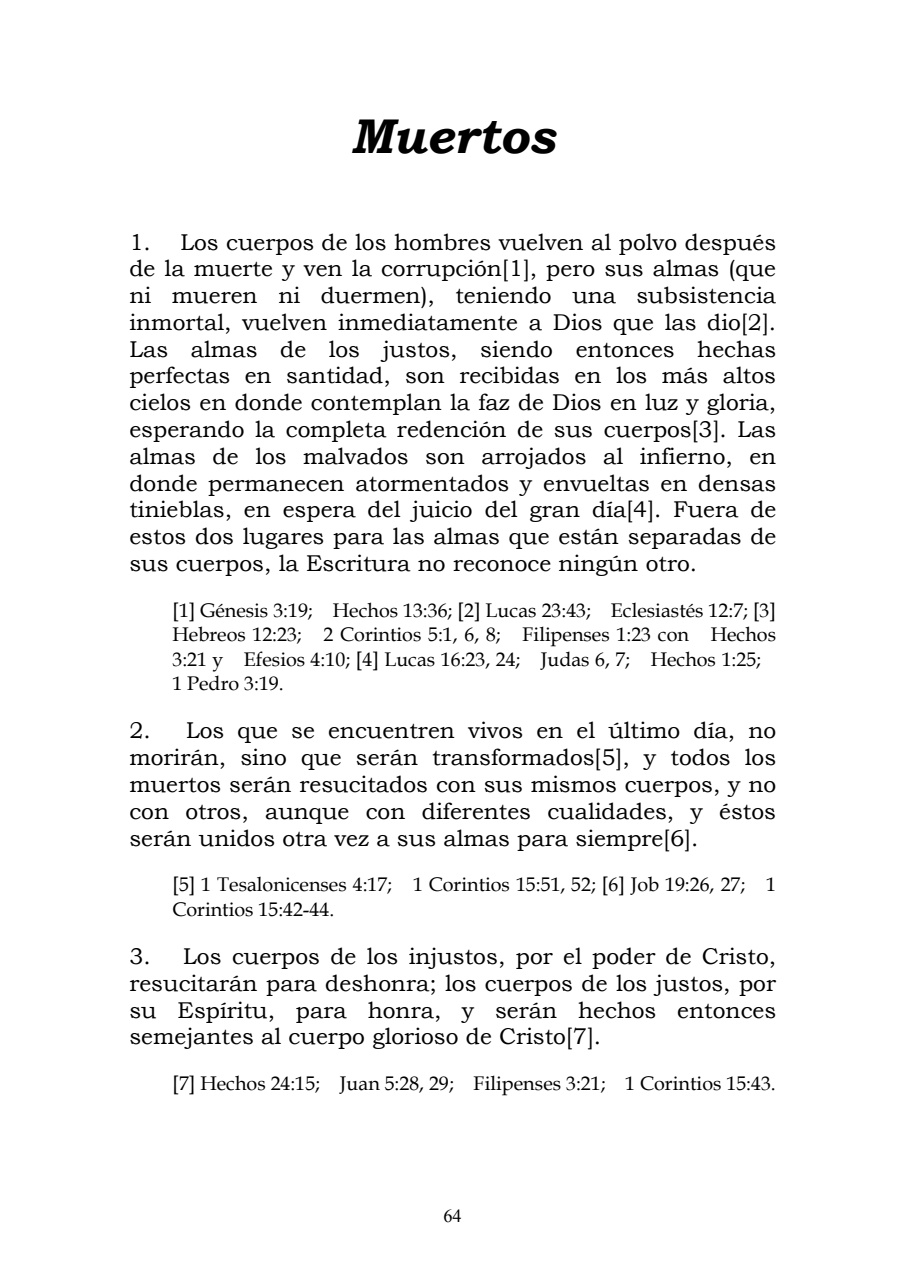 Muertos
1. Los cuerpos de los hombres vuelven al polvo después
de la muerte y ven la corrupción[1], pero sus almas (que
ni mueren ni duermen), teniendo una subsistencia
inmortal, vuelven inmediatamente a Dios que las dio[2].
Las almas de los justos, siendo entonces hechas
perfectas en santidad, son recibidas en los más altos
cielos en donde contemplan la faz de Dios en luz y gloria,
esperando la completa redención de sus cuerpos[3]. Las
almas de los malvados son arrojados al infierno, en
donde permanecen atormentados y envueltas en densas
tinieblas, en espera del juicio del gran día[4]. Fuera de
estos dos lugares para las almas que están separadas de
sus cuerpos, la Escritura no reconoce ningún otro.
[1] Génesis 3:19; Hechos 13:36; [2] Lucas 23:43; Eclesiastés 12:7; [3]
Hebreos 12:23; 2 Corintios 5:1, 6, 8; Filipenses 1:23 con Hechos
3:21 y Efesios 4:10; [4] Lucas 16:23, 24; Judas 6, 7; Hechos 1:25;
1 Pedro 3:19.
2. Los que se encuentren vivos en el último día, no
morirán, sino que serán transformados[5], y todos los
muertos serán resucitados con sus mismos cuerpos, y no
con otros, aunque con diferentes cualidades, y éstos
serán unidos otra vez a sus almas para siempre[6].
[5] 1 Tesalonicenses 4:17; 1 Corintios 15:51, 52; [6] Job 19:26, 27; 1
Corintios 15:42-44.
3. Los cuerpos de los injustos, por el poder de Cristo,
resucitarán para deshonra; los cuerpos de los justos, por
su Espíritu, para honra, y serán hechos entonces
semejantes al cuerpo glorioso de Cristo[7].
[7] Hechos 24:15; Juan 5:28, 29; Filipenses 3:21; 1 Corintios 15:43.
64